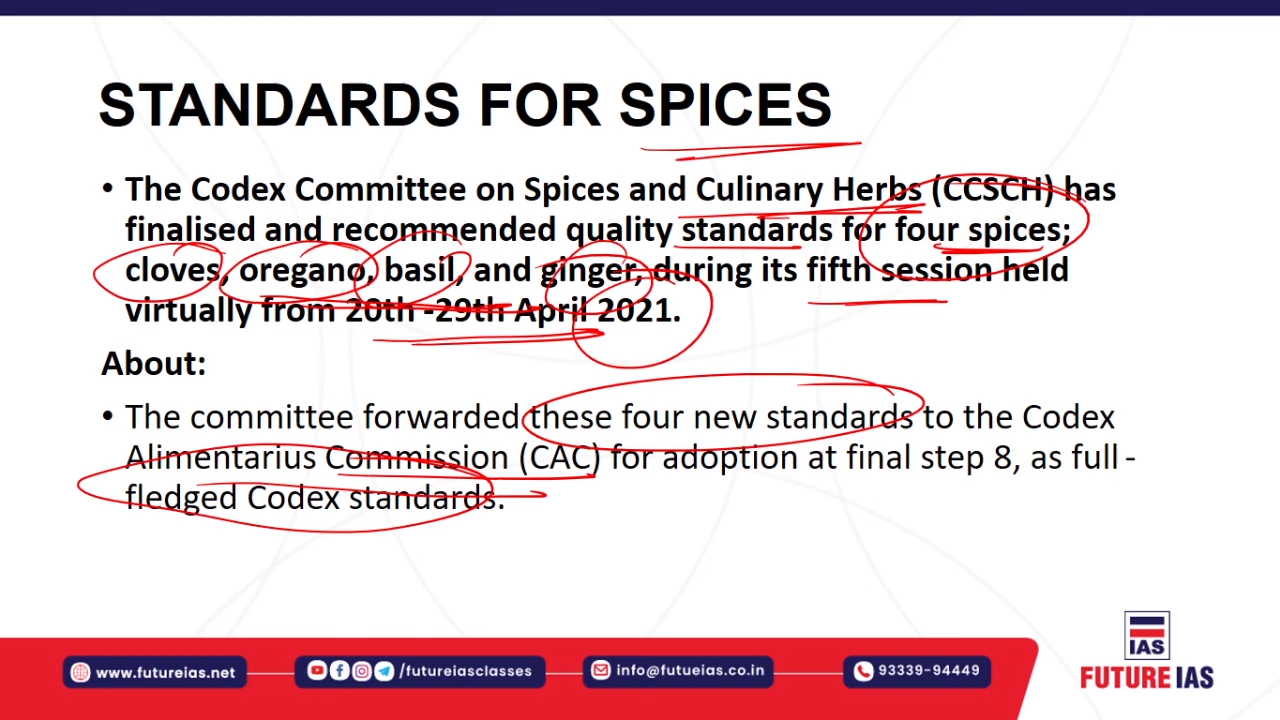 STANDARDS FOR SPICES
• The Codex Committee on Spices and Culinary Herbs (CCSCH) has
finalised and recommended quality standards for four spices;
cloves, oregano, basil, and ginger; during its fifth session held
virtually from 20th -29th April 2021.
About:
• The committee forwarded these four new standards to the Codex
Alimentarius Commission (CAC) for adoption at final step 8, as full-
fledged Codex standards.
IAS
FUTURE IAS
www.futureias.net
/futureiasclasses
info@futueias.co.in
93339-94449